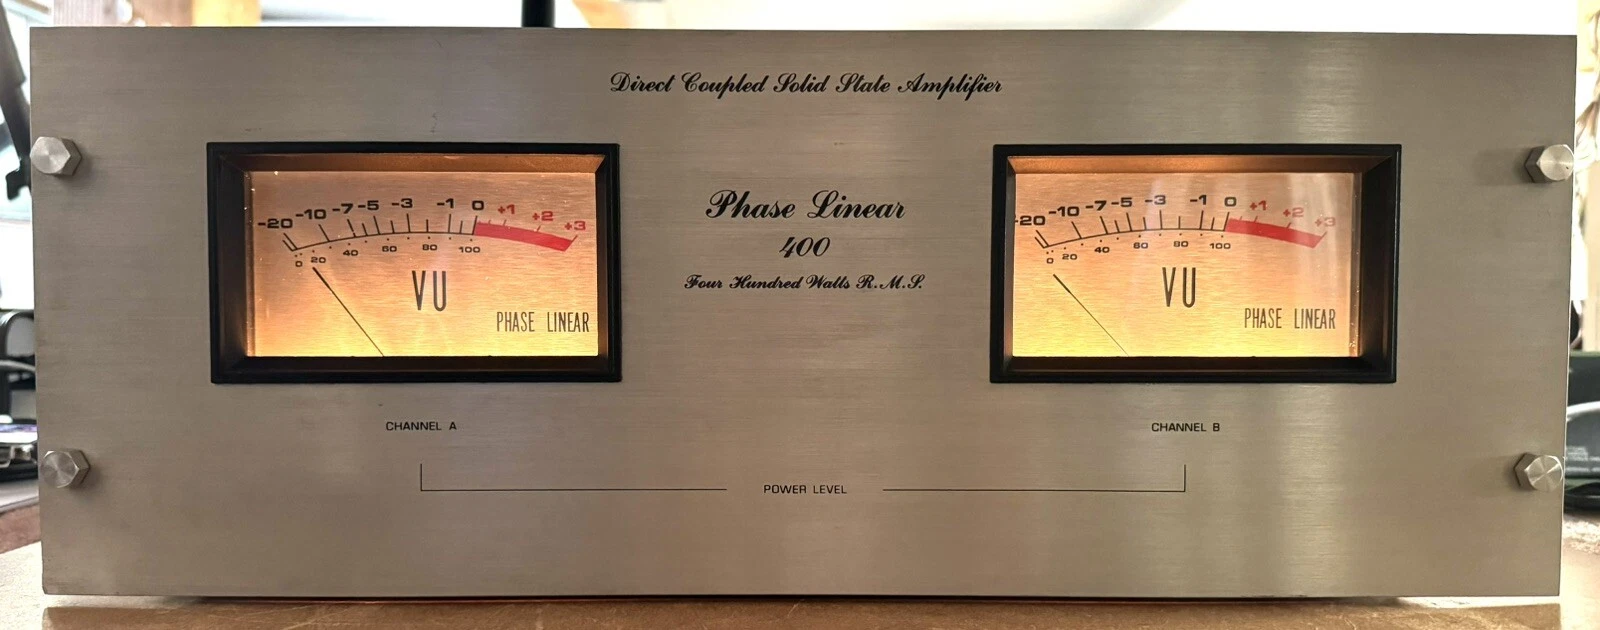 Direct Coupled Solid State Amplifier
-20 -10 -7 -5 -3 -1 0 +1 +2 +3
0 20 40 60 80 100
VU
PHASE LINEAR
Phase Linear
400
Four Hundred Watts R.M.S.
-20 -10 -7 -5 -3 -1 0 +1 +2 +3
0 20 40 60 80 100
VU
PHASE LINEAR
CHANNEL A
CHANNEL B
POWER LEVEL